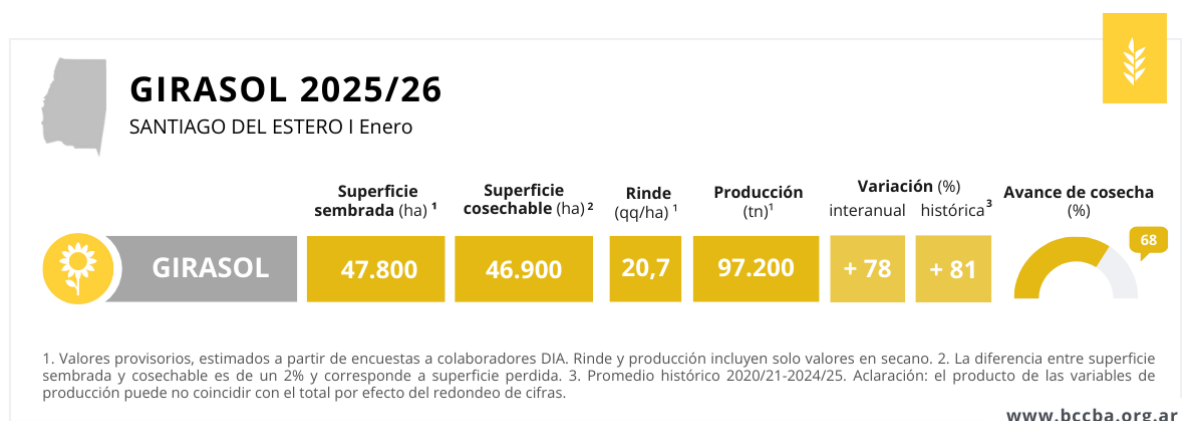 GIRASOL 2025/26
SANTIAGO DEL ESTERO I Enero
Superficie
sembrada (ha) 1
Superficie
cosechable (ha) 2
Rinde
(qq/ha) 1
Producción
(tn)1
Variación (%)
interanual histórica3
Avance de cosecha
(%)
GIRASOL
47.800
46.900
20,7
97.200
+ 78
+ 81
68
1. Valores provisorios, estimados a partir de encuestas a colaboradores DIA. Rinde y producción incluyen solo valores en secano. 2. La diferencia entre superficie
sembrada y cosechable es de un 2% y corresponde a superficie perdida. 3. Promedio histórico 2020/21-2024/25. Aclaración: el producto de las variables de
producción puede no coincidir con el total por efecto del redondeo de cifras.
www.bccba.org.ar